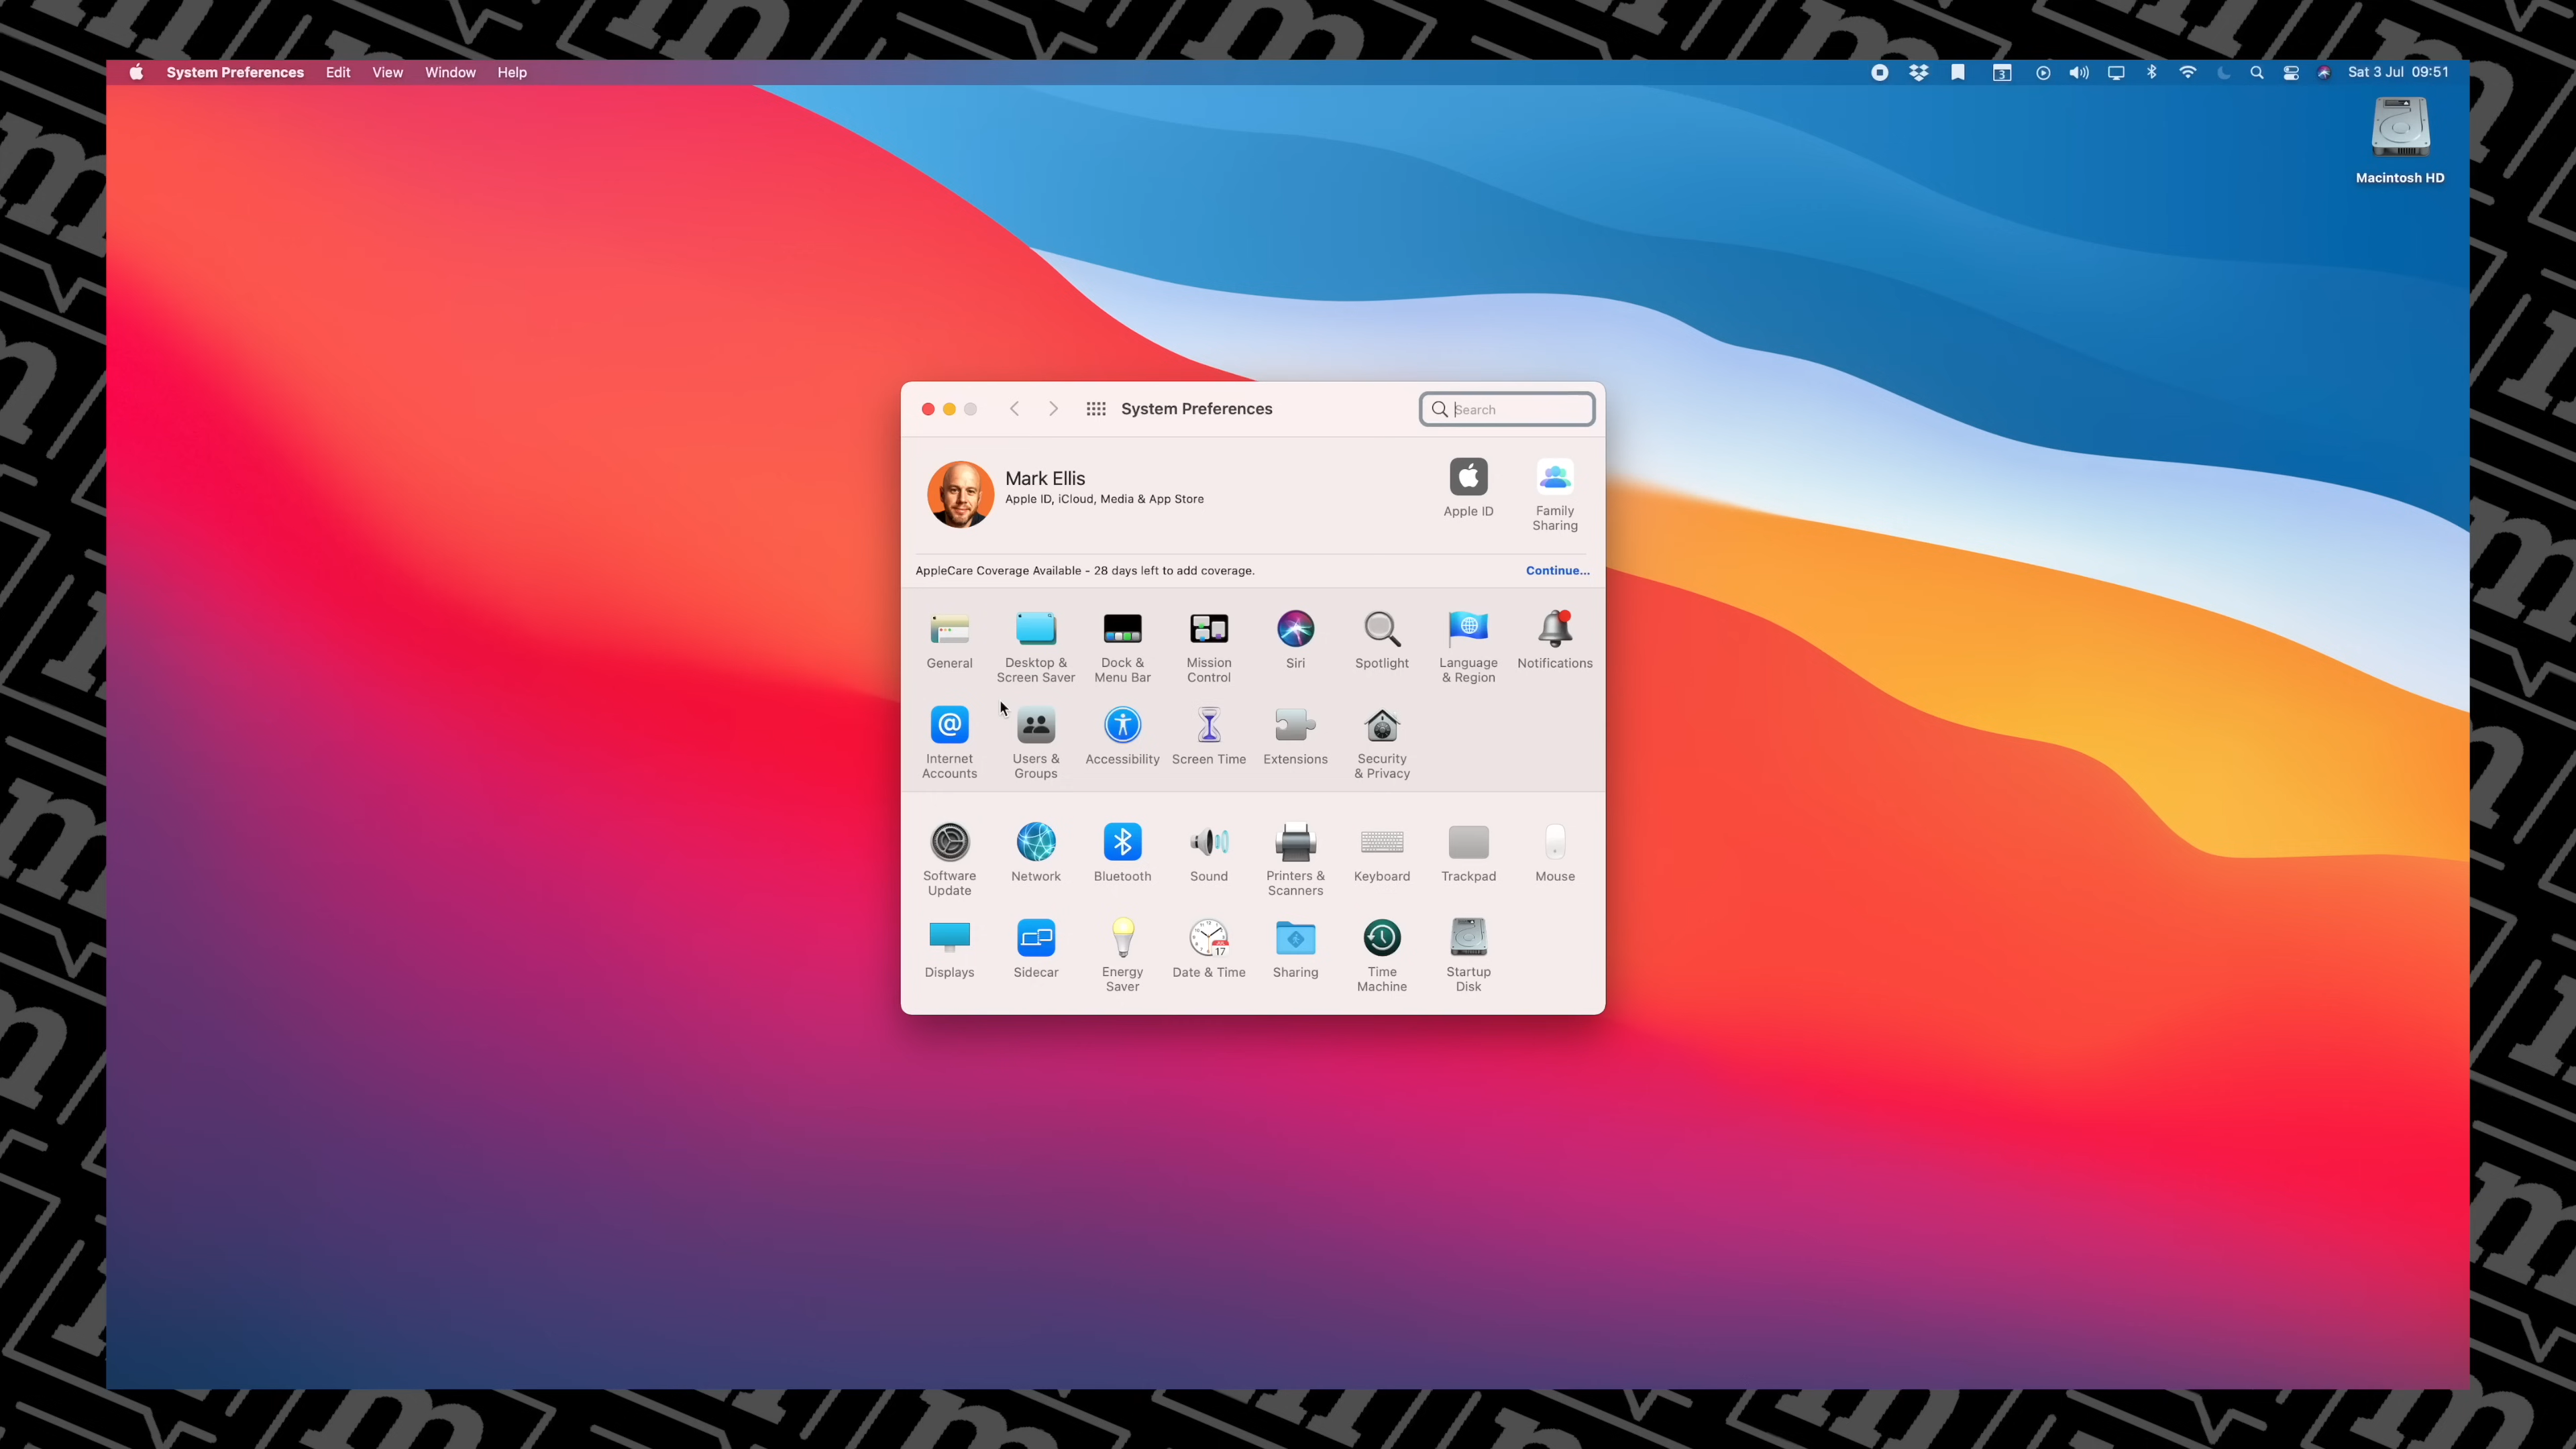 System Preferences Edit View Window Help
3 Sat 3 Jul 09:51
Macintosh HD
System Preferences
Search
Mark Ellis
Apple ID, iCloud, Media & App Store
Apple ID
Family
Sharing
AppleCare Coverage Available - 28 days left to add coverage.
Continue...
General
Desktop &
Screen Saver
Dock &
Menu Bar
Mission
Control
Siri
Spotlight
Language
& Region
Notifications
Internet
Accounts
Users &
Groups
Accessibility
Screen Time
Extensions
Security
& Privacy
Software
Update
Network
Bluetooth
Sound
Printers &
Scanners
Keyboard
Trackpad
Mouse
Displays
Sidecar
Energy
Saver
Date & Time
Sharing
Time
Machine
Startup
Disk